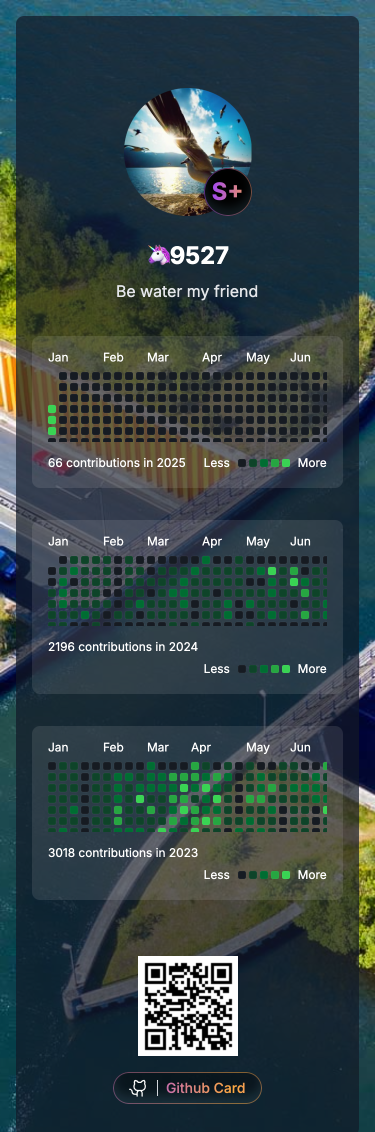 S+
🦄9527
Be water my friend
Jan Feb Mar Apr May Jun
66 contributions in 2025 Less More
Jan Feb Mar Apr May Jun
2196 contributions in 2024
Less More
Jan Feb Mar Apr May Jun
3018 contributions in 2023
Less More
Github Card